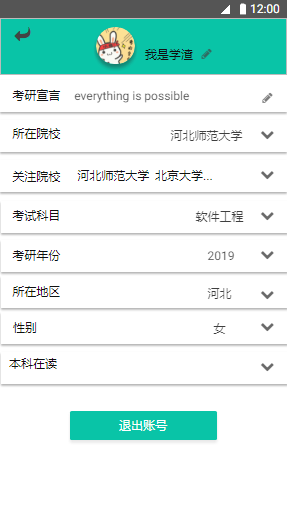 12:00
我是学渣
考研宣言 everything is possible
所在院校 河北师范大学
关注院校 河北师范大学 北京大学...
考试科目 软件工程
考研年份 2019
所在地区 河北
性别 女
本科在读
退出账号